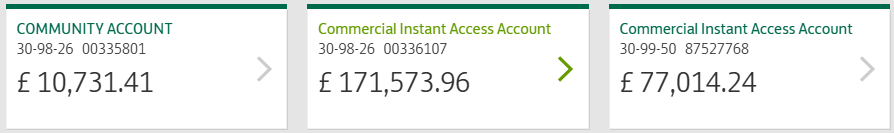 COMMUNITY ACCOUNT
30-98-26 00335801
£ 10,731.41
Commercial Instant Access Account
30-98-26 00336107
£ 171,573.96
Commercial Instant Access Account
30-99-50 87527768
£ 77,014.24